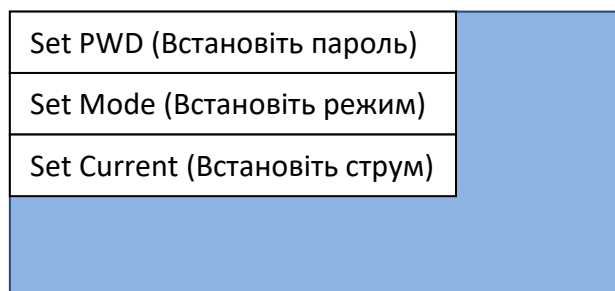 Set PWD (Встановіть пароль)
Set Mode (Встановіть режим)
Set Current (Встановіть струм)